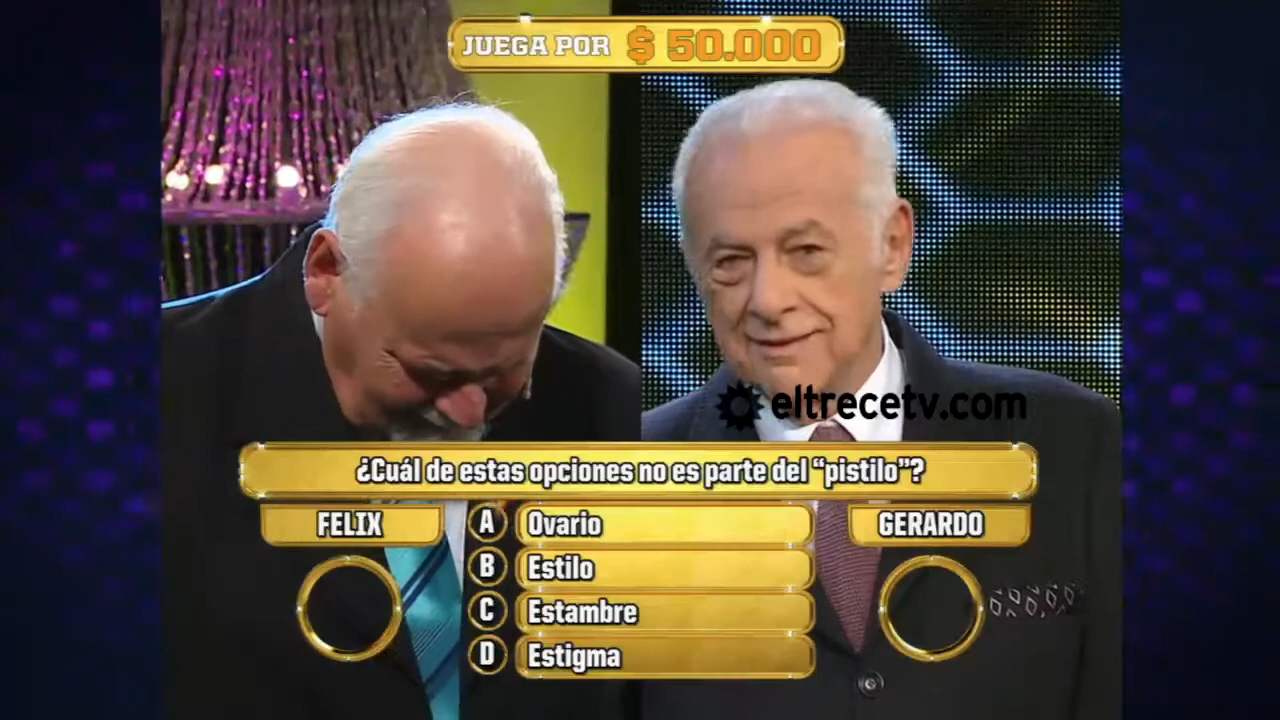 JUEGA POR $ 50.000
eltrecetv.com
¿Cuál de estas opciones no es parte del “pistilo”?
FELIX
GERARDO
A Ovario
B Estilo
C Estambre
D Estigma